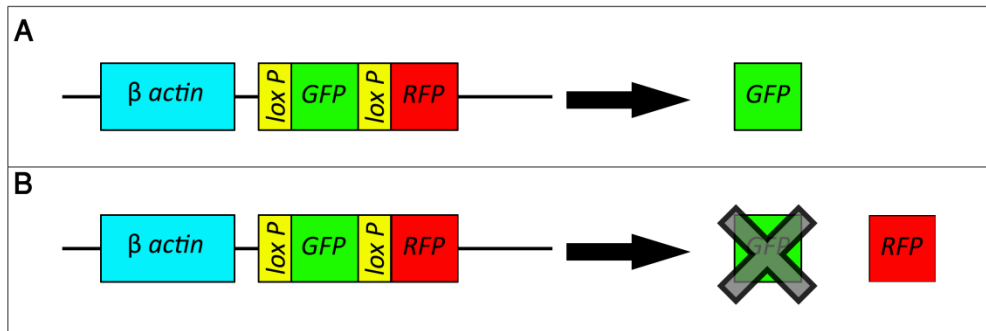 A
β actin lox P GFP lox P RFP GFP
B
β actin lox P GFP lox P RFP GFP RFP